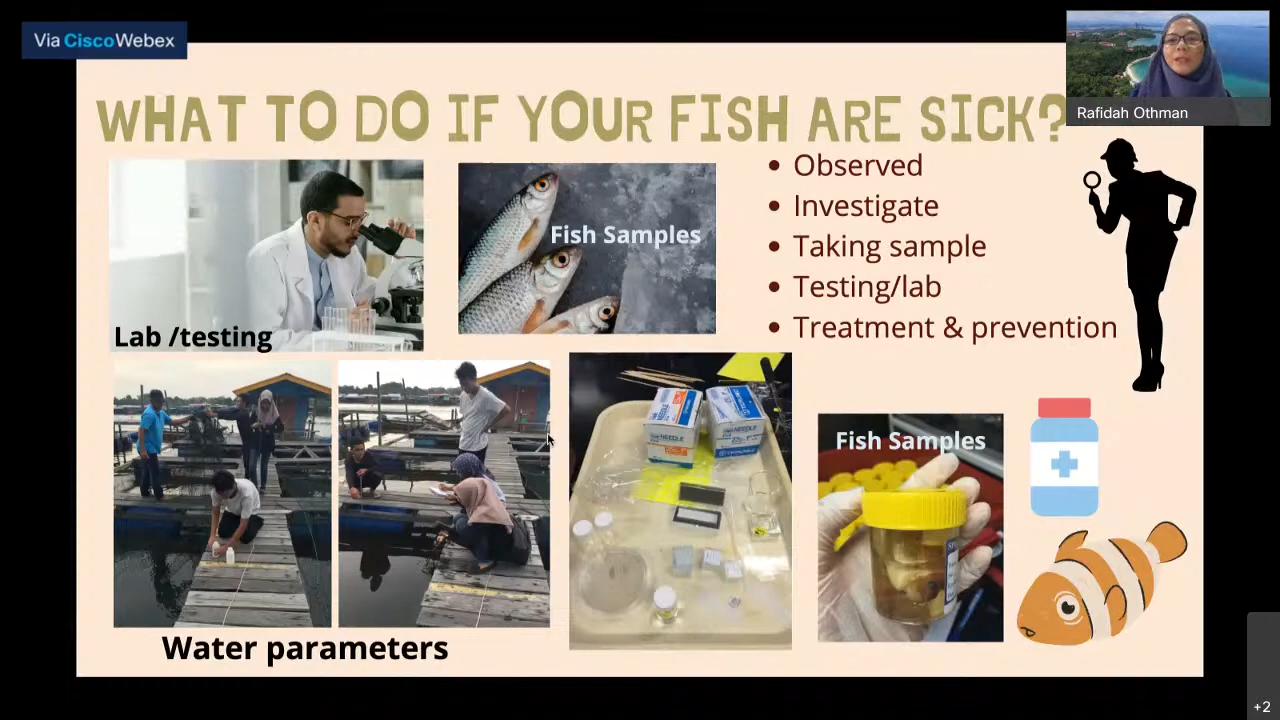 Via CiscoWebex
WHAT TO DO IF YOUR FISH ARE SICK?
Rafidah Othman
Observed
Investigate
Taking sample
Testing/lab
Treatment & prevention
Fish Samples
Lab /testing
NEEDLE
NEEDLE
NEEDLE
Fish Samples
Water parameters
+2